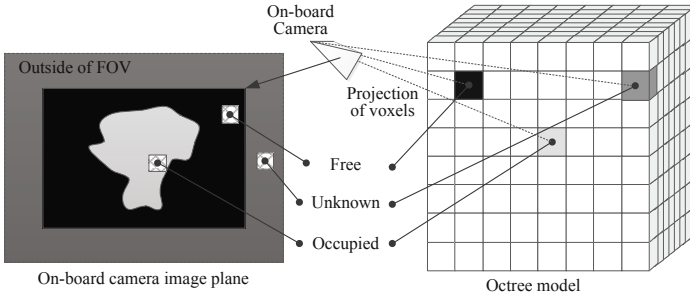 On-board
Camera
Outside of FOV
Projection
of voxels
Free
Unknown
Occupied
On-board camera image plane
Octree model